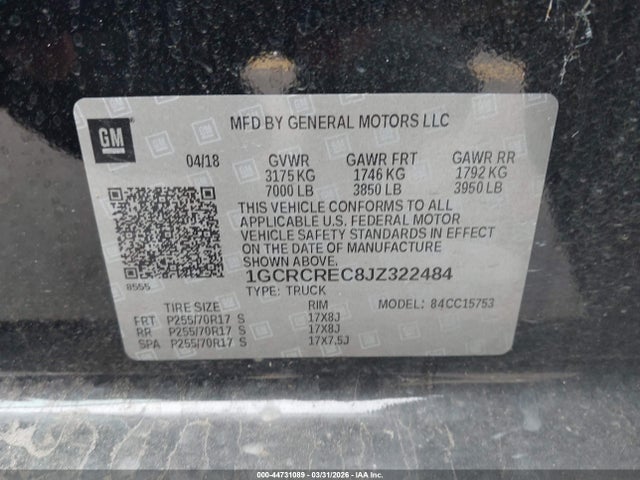 GM
MFD BY GENERAL MOTORS LLC
04/18 GVWR GAWR FRT GAWR RR
3175 KG 1746 KG 1792 KG
7000 LB 3850 LB 3950 LB
THIS VEHICLE CONFORMS TO ALL
APPLICABLE U.S. FEDERAL MOTOR
VEHICLE SAFETY STANDARDS IN EFFECT
ON THE DATE OF MANUFACTURE
SHOWN ABOVE.
1GCRCREC8JZ322484
8555
TYPE: TRUCK
MODEL: 84CC15753
TIRE SIZE RIM
FRT P255/70R17 S 17X8J
RR P255/70R17 S 17X8J
SPA P255/70R17 S 17X7.5J
000-44731089 - 03/31/2026 - IAAI.COM